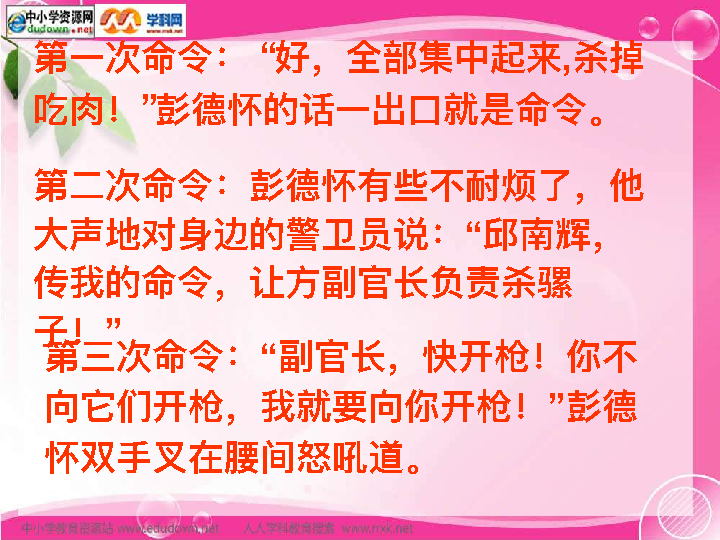 中小学资源网
edudown.net
学科网
www.nxk.net
第一次命令：“好，全部集中起来,杀掉
吃肉！”彭德怀的话一出口就是命令。
第二次命令：彭德怀有些不耐烦了，他
大声地对身边的警卫员说：“邱南辉，
传我的命令，让方副官长负责杀骡
子！”
第三次命令：“副官长，快开枪！你不
向它们开枪，我就要向你开枪！”彭德
怀双手叉在腰间怒吼道。
中小学教育资源站 www.edudown.net 人人学科教育搜索 www.nxk.net